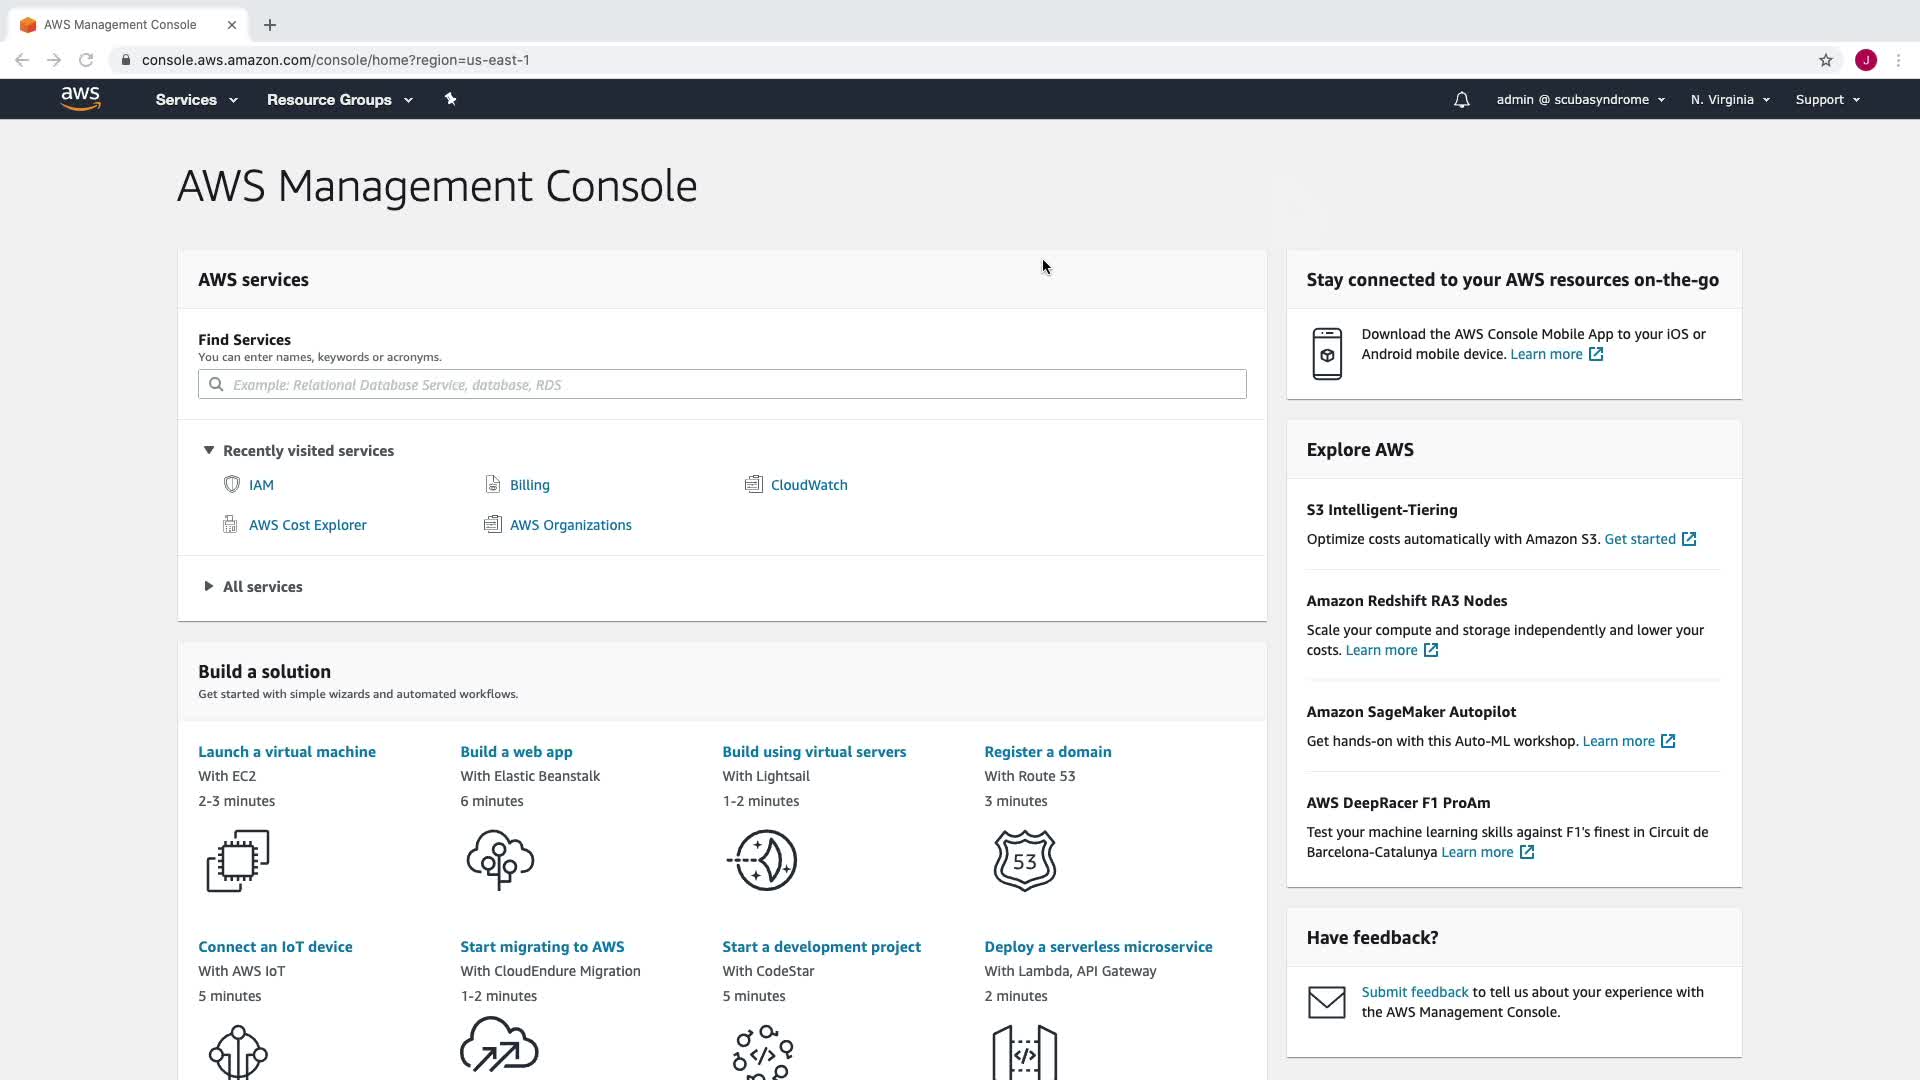 AWS Management Console
console.aws.amazon.com/console/home?region=us-east-1
J
aws
Services
Resource Groups
admin @ scubasyndrome
N. Virginia
Support
AWS Management Console
AWS services
Find Services
You can enter names, keywords or acronyms.
Example: Relational Database Service, database, RDS
Recently visited services
IAM
Billing
CloudWatch
AWS Cost Explorer
AWS Organizations
All services
Build a solution
Get started with simple wizards and automated workflows.
Launch a virtual machine
With EC2
2-3 minutes
Build a web app
With Elastic Beanstalk
6 minutes
Build using virtual servers
With Lightsail
1-2 minutes
Register a domain
With Route 53
3 minutes
53
Connect an IoT device
With AWS IoT
5 minutes
Start migrating to AWS
With CloudEndure Migration
1-2 minutes
Start a development project
With CodeStar
5 minutes
</>
Deploy a serverless microservice
With Lambda, API Gateway
2 minutes
</>
Stay connected to your AWS resources on-the-go
Download the AWS Console Mobile App to your iOS or
Android mobile device. Learn more
Explore AWS
S3 Intelligent-Tiering
Optimize costs automatically with Amazon S3. Get started
Amazon Redshift RA3 Nodes
Scale your compute and storage independently and lower your
costs. Learn more
Amazon SageMaker Autopilot
Get hands-on with this Auto-ML workshop. Learn more
AWS DeepRacer F1 ProAm
Test your machine learning skills against F1's finest in Circuit de
Barcelona-Catalunya Learn more
Have feedback?
Submit feedback to tell us about your experience with
the AWS Management Console.